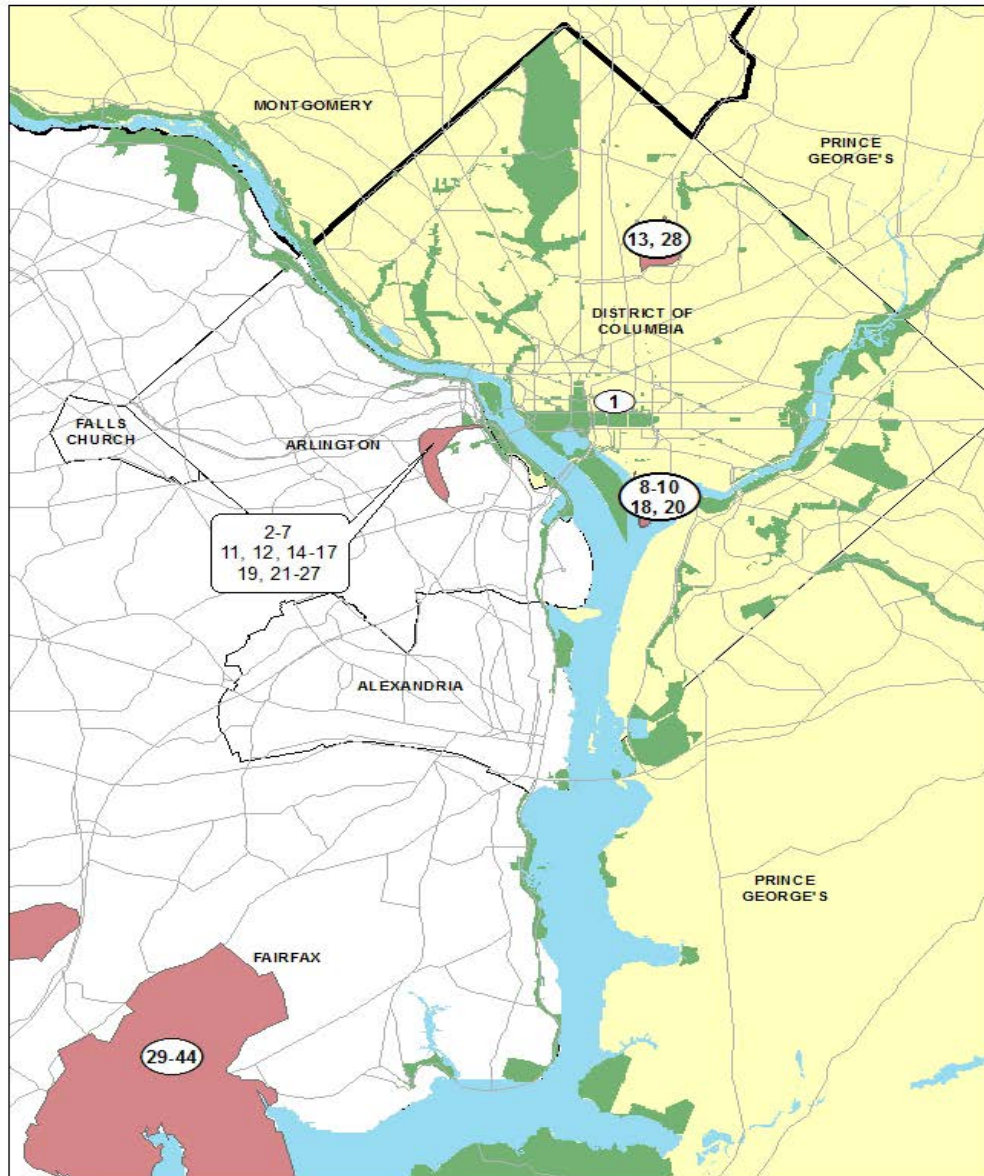 MONTGOMERY
PRINCE
GEORGE'S
13, 28
DISTRICT OF
COLUMBIA
1
FALLS
CHURCH
ARLINGTON
8-10
18, 20
2-7
11, 12, 14-17
19, 21-27
ALEXANDRIA
PRINCE
GEORGE'S
FAIRFAX
29-44